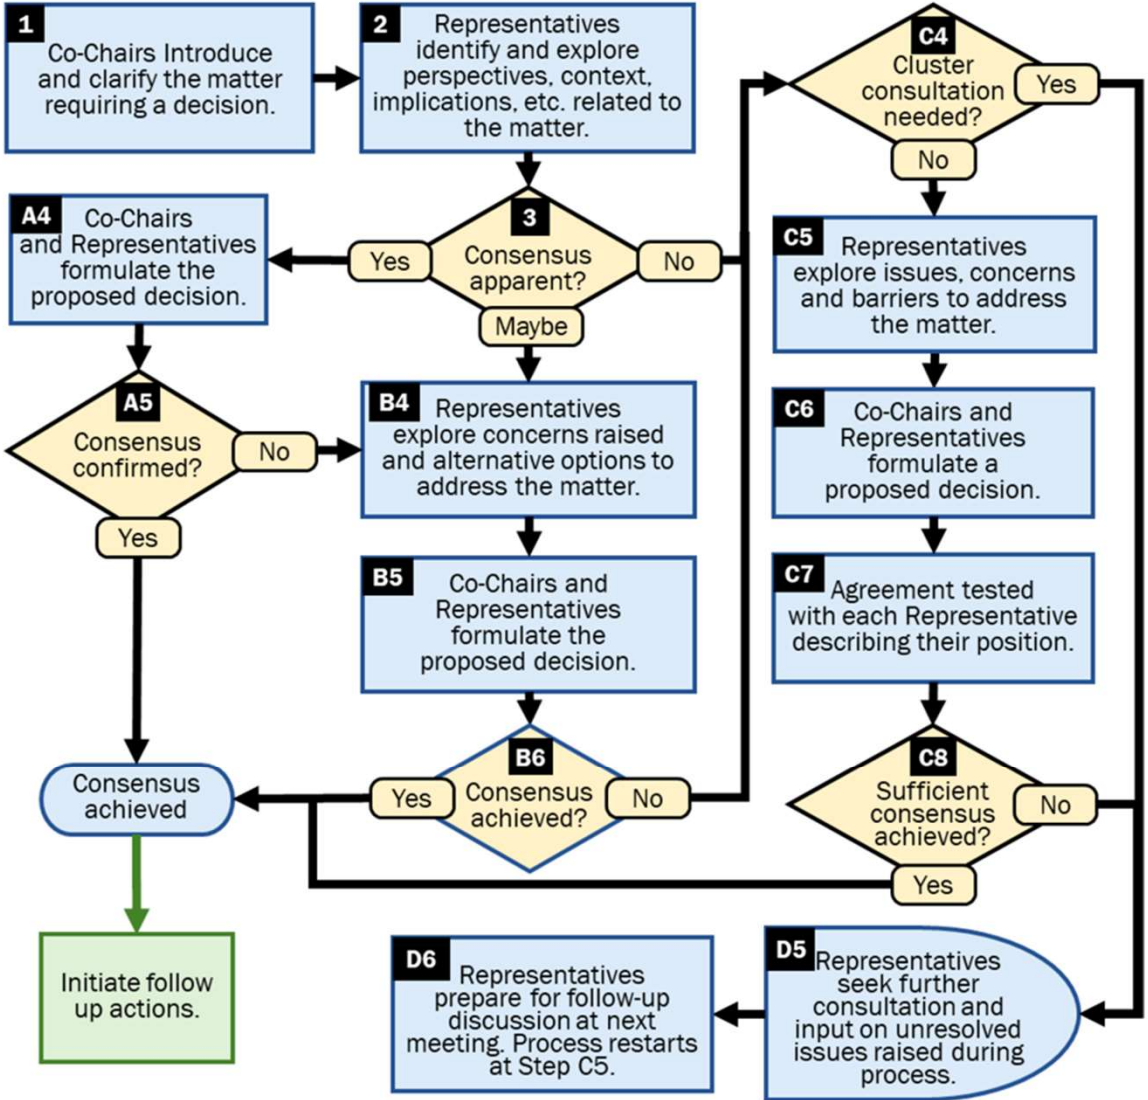 1
Co-Chairs Introduce
and clarify the matter
requiring a decision.
2
Representatives
identify and explore
perspectives, context,
implications, etc. related to
the matter.
3
Consensus
apparent?
Yes
No
Maybe
A4
Co-Chairs
and Representatives
formulate the
proposed decision.
A5
Consensus
confirmed?
No
Yes
B4
Representatives
explore concerns raised
and alternative options to
address the matter.
B5
Co-Chairs and
Representatives
formulate the
proposed decision.
B6
Consensus
achieved?
Yes
No
Consensus
achieved
Initiate follow
up actions.
C4
Cluster
consultation
needed?
Yes
No
C5
Representatives
explore issues, concerns
and barriers to address
the matter.
C6
Co-Chairs and
Representatives
formulate a
proposed decision.
C7
Agreement tested
with each Representative
describing their position.
C8
Sufficient
consensus
achieved?
No
Yes
D5
Representatives
seek further
consultation and
input on unresolved
issues raised during
process.
D6
Representatives
prepare for follow-up
discussion at next
meeting. Process restarts
at Step C5.